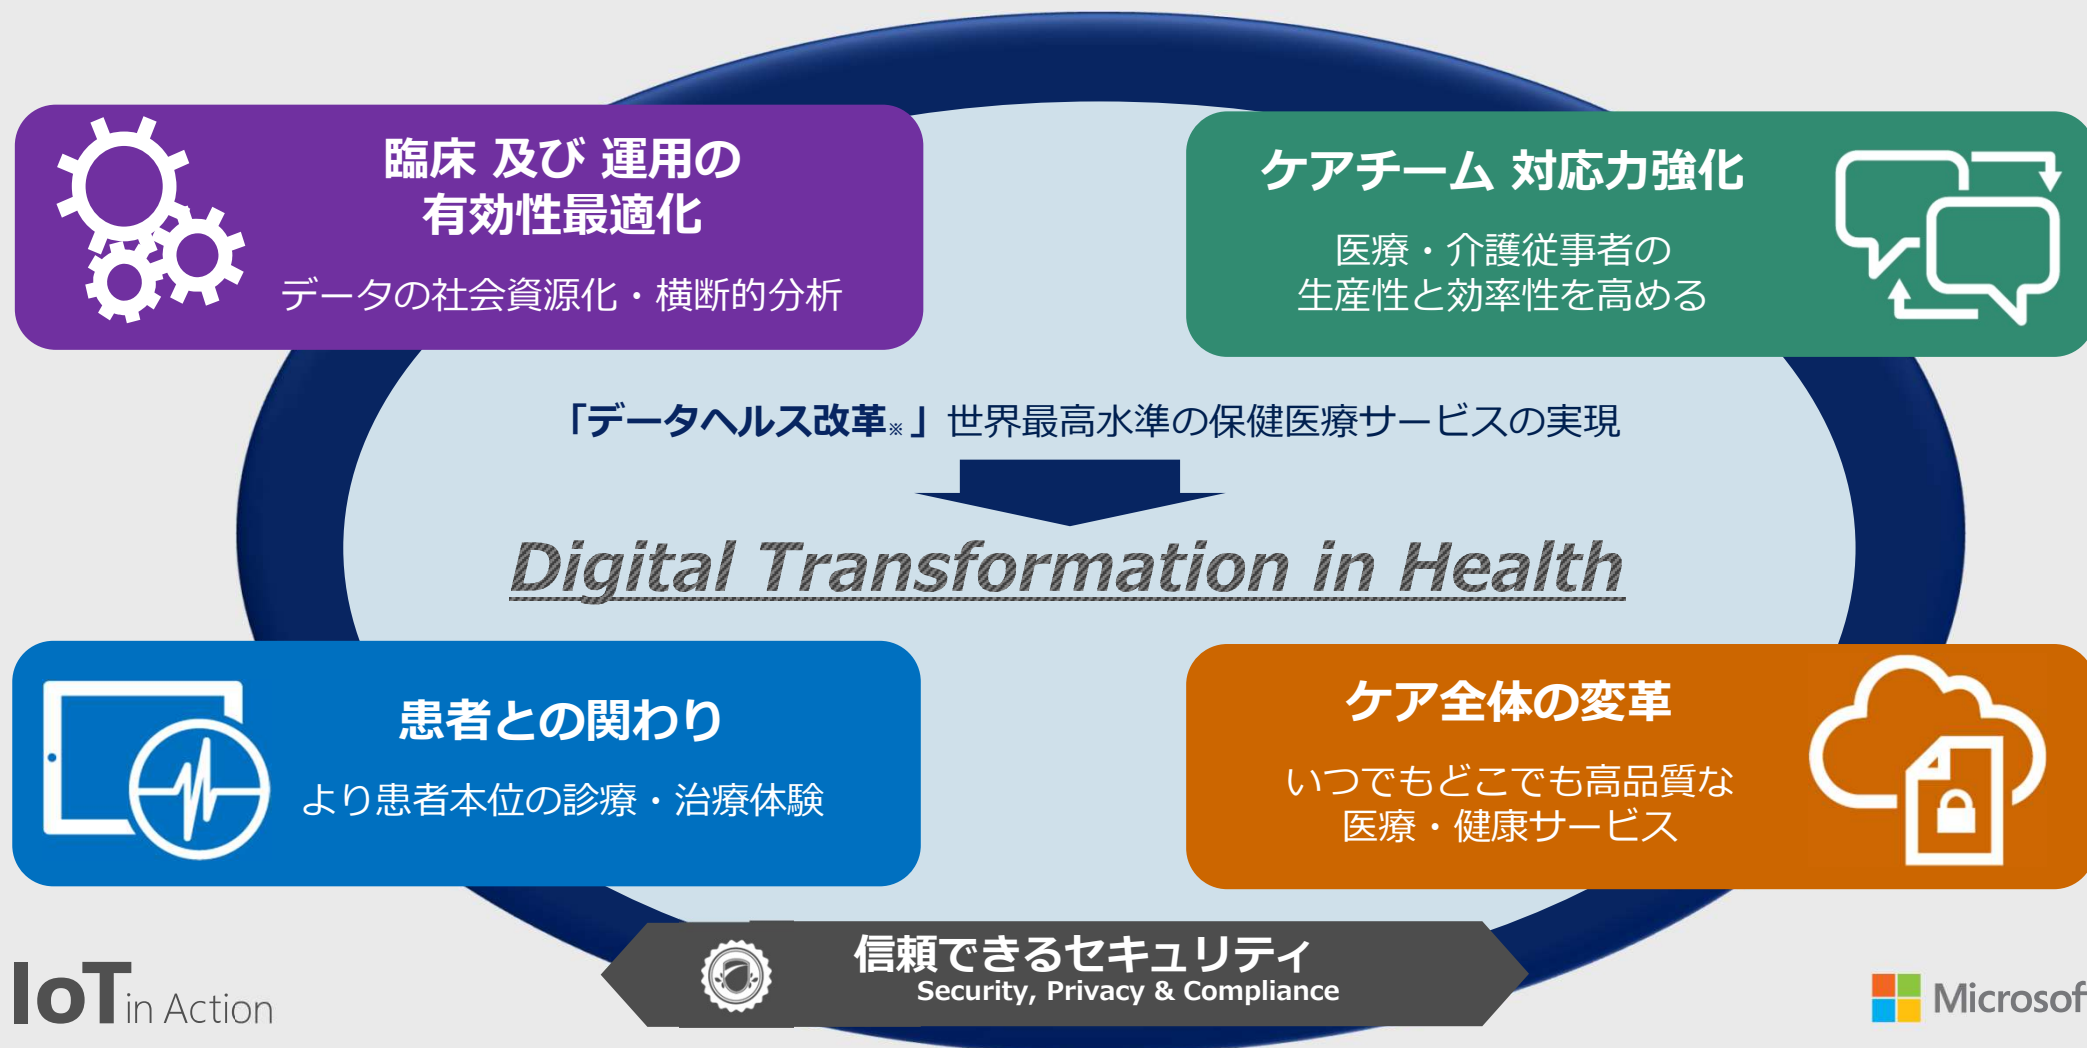 臨床 及び 運用の
有効性最適化
データの社会資源化・横断的分析
ケアチーム 対応力強化
医療・介護従事者の
生産性と効率性を高める
「データヘルス改革※」世界最高水準の保健医療サービスの実現
Digital Transformation in Health
患者との関わり
より患者本位の診療・治療体験
ケア全体の変革
いつでもどこでも高品質な
医療・健康サービス
信頼できるセキュリティ
Security, Privacy & Compliance
IoT in Action
Microsof